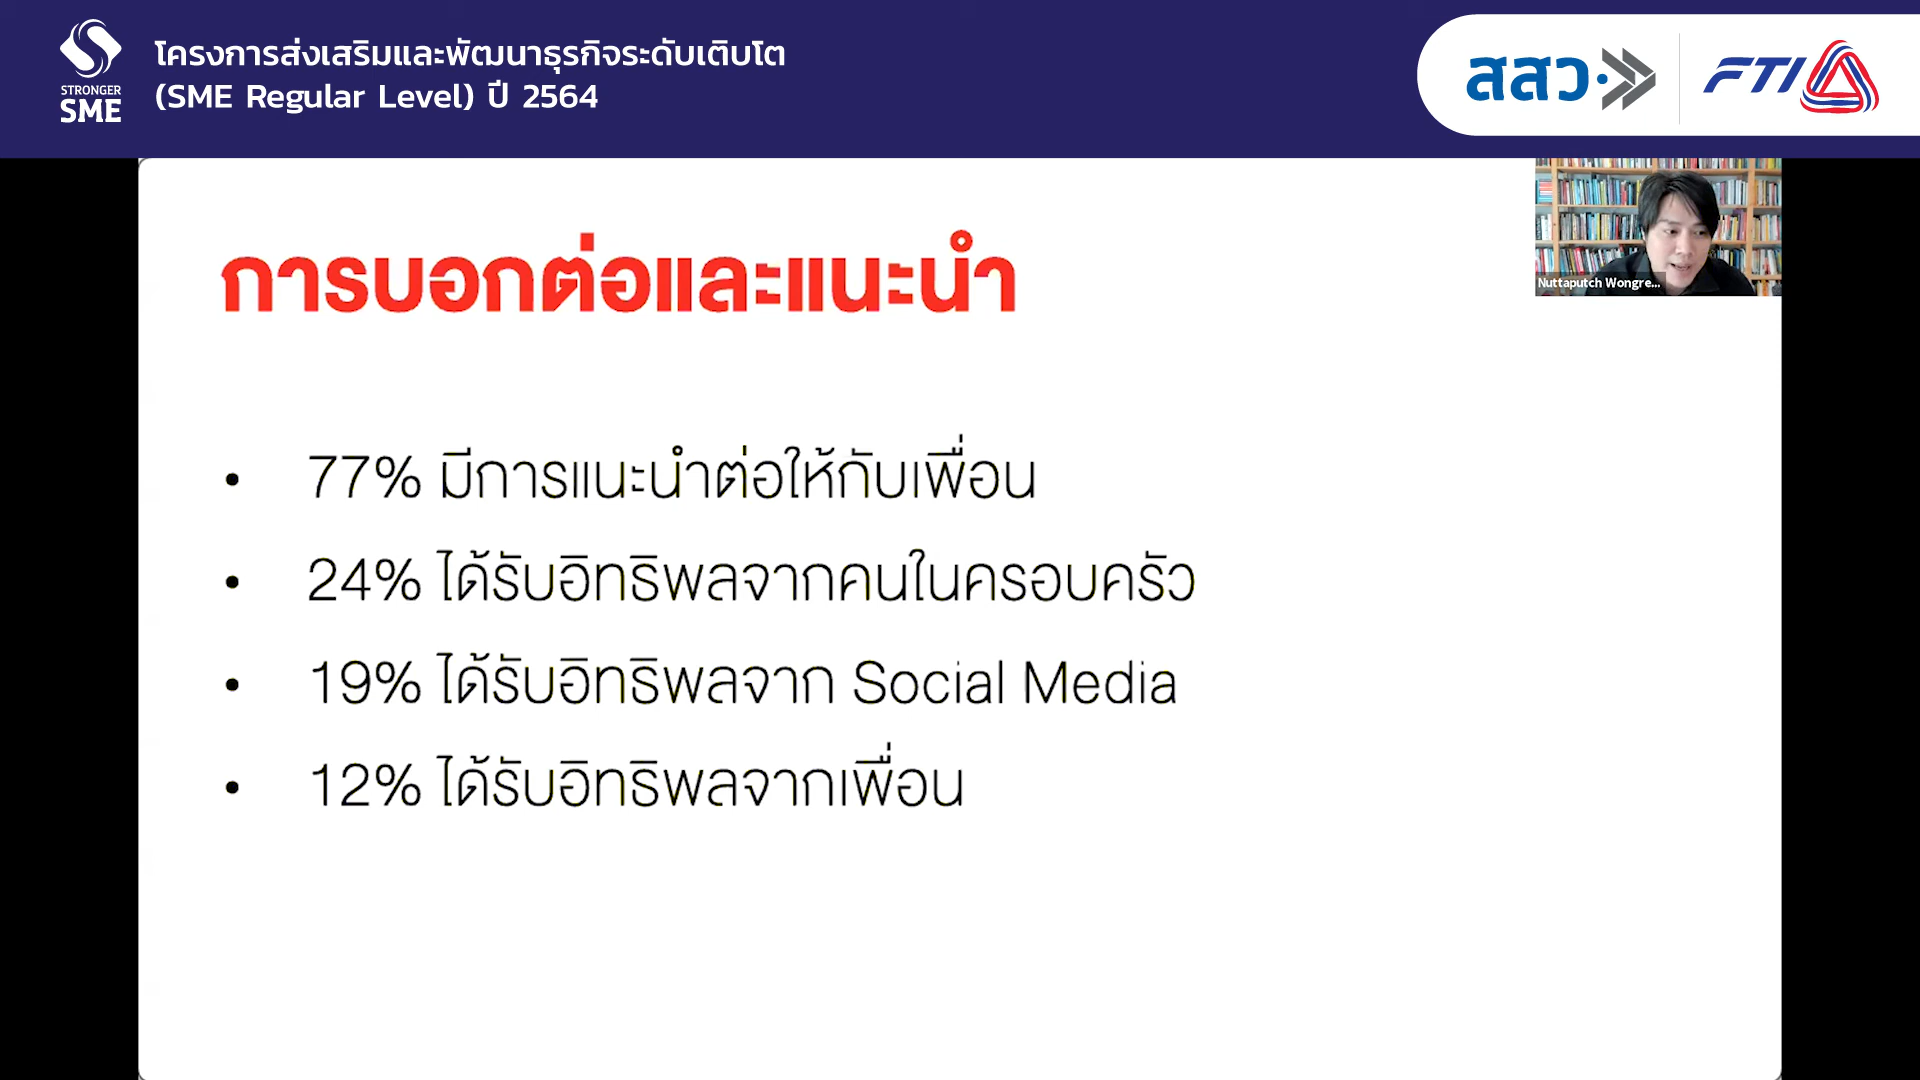 STRONGER
SME
โครงการส่งเสริมและพัฒนาธุรกิจระดับเติบโต
(SME Regular Level) ปี 2564
สสว
FTI
การบอกต่อและแนะนำ
Nuttaputch Wongre...
• 77% มีการแนะนำต่อให้กับเพื่อน
• 24% ได้รับอิทธิพลจากคนในครอบครัว
• 19% ได้รับอิทธิพลจาก Social Media
• 12% ได้รับอิทธิพลจากเพื่อน